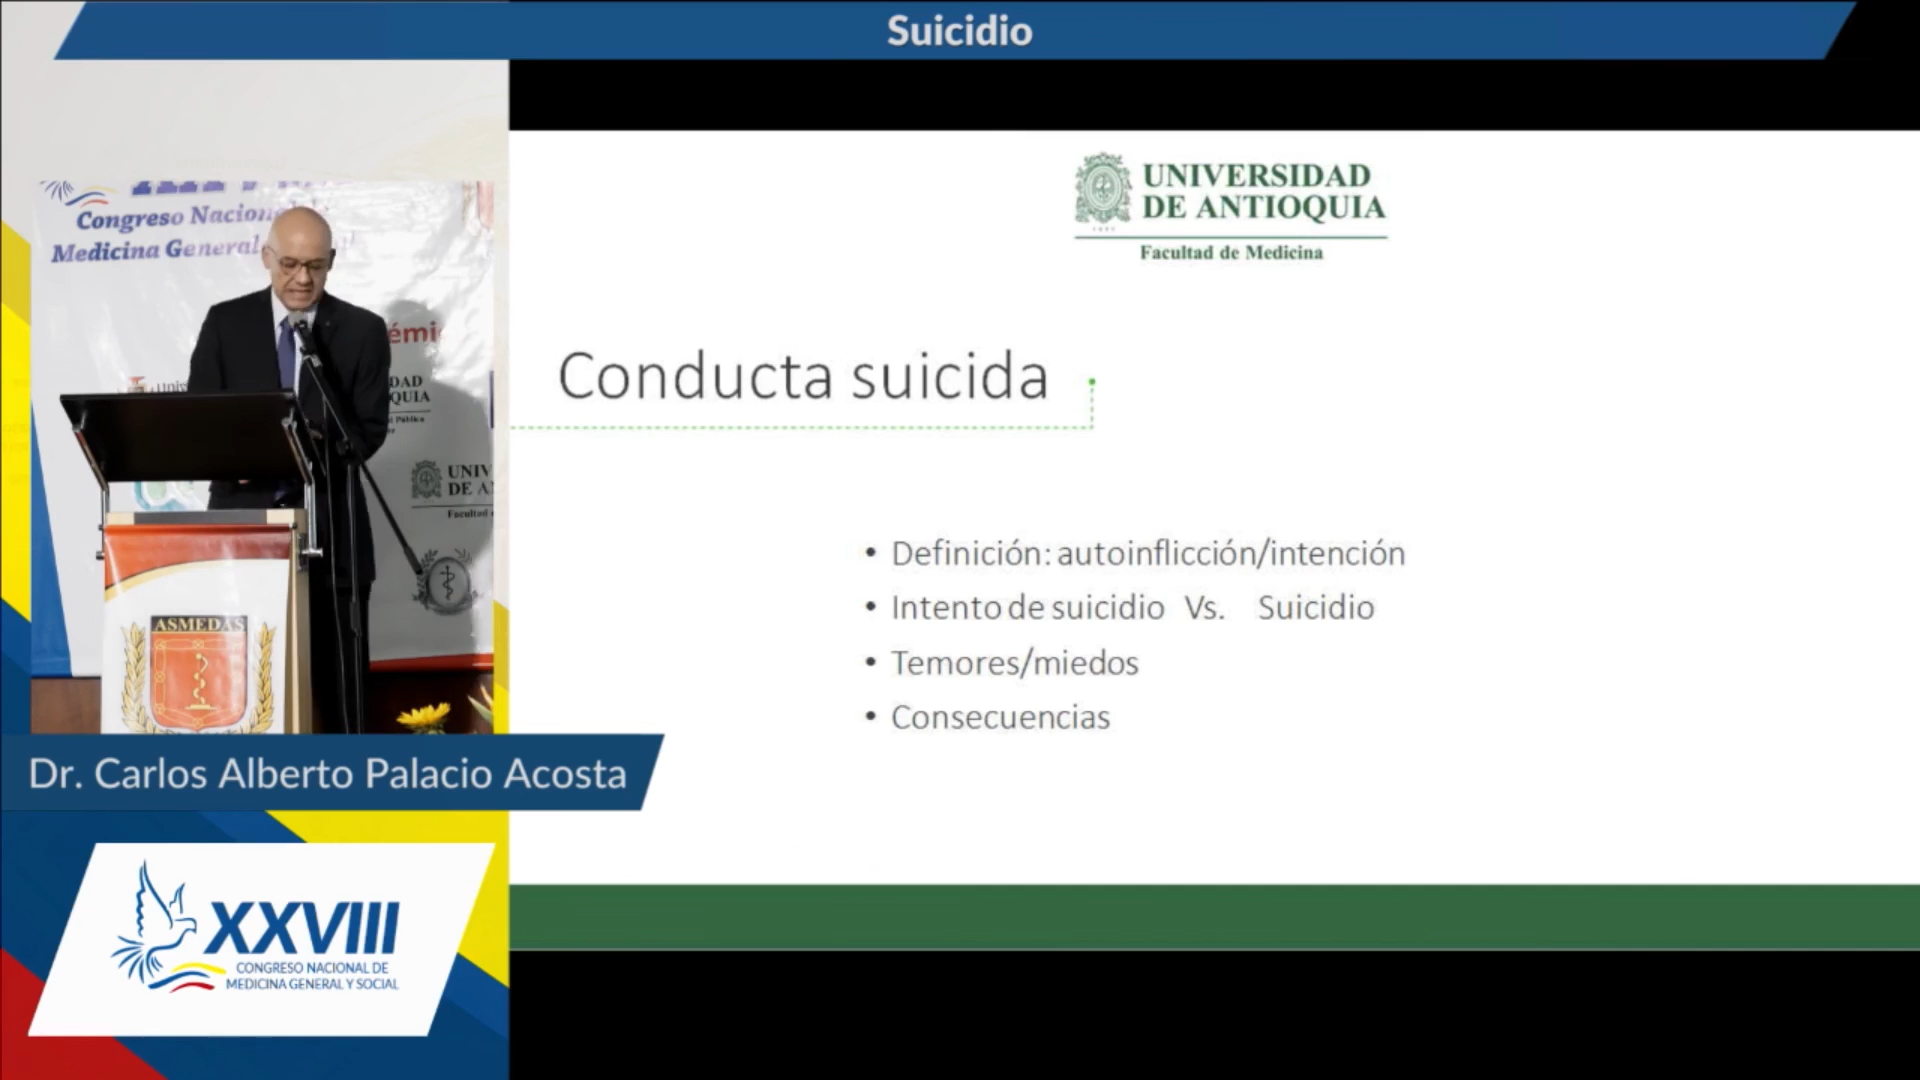 Suicidio
Congreso Nacional
Medicina General
ASMEDAS
Dr. Carlos Alberto Palacio Acosta
XXVIII
CONGRESO NACIONAL DE
MEDICINA GENERAL Y SOCIAL
UNIVERSIDAD
DE ANTIOQUIA
Facultad de Medicina
Conducta suicida
• Definición: autoinflicción/intención
• Intento de suicidio Vs. Suicidio
• Temores/miedos
• Consecuencias